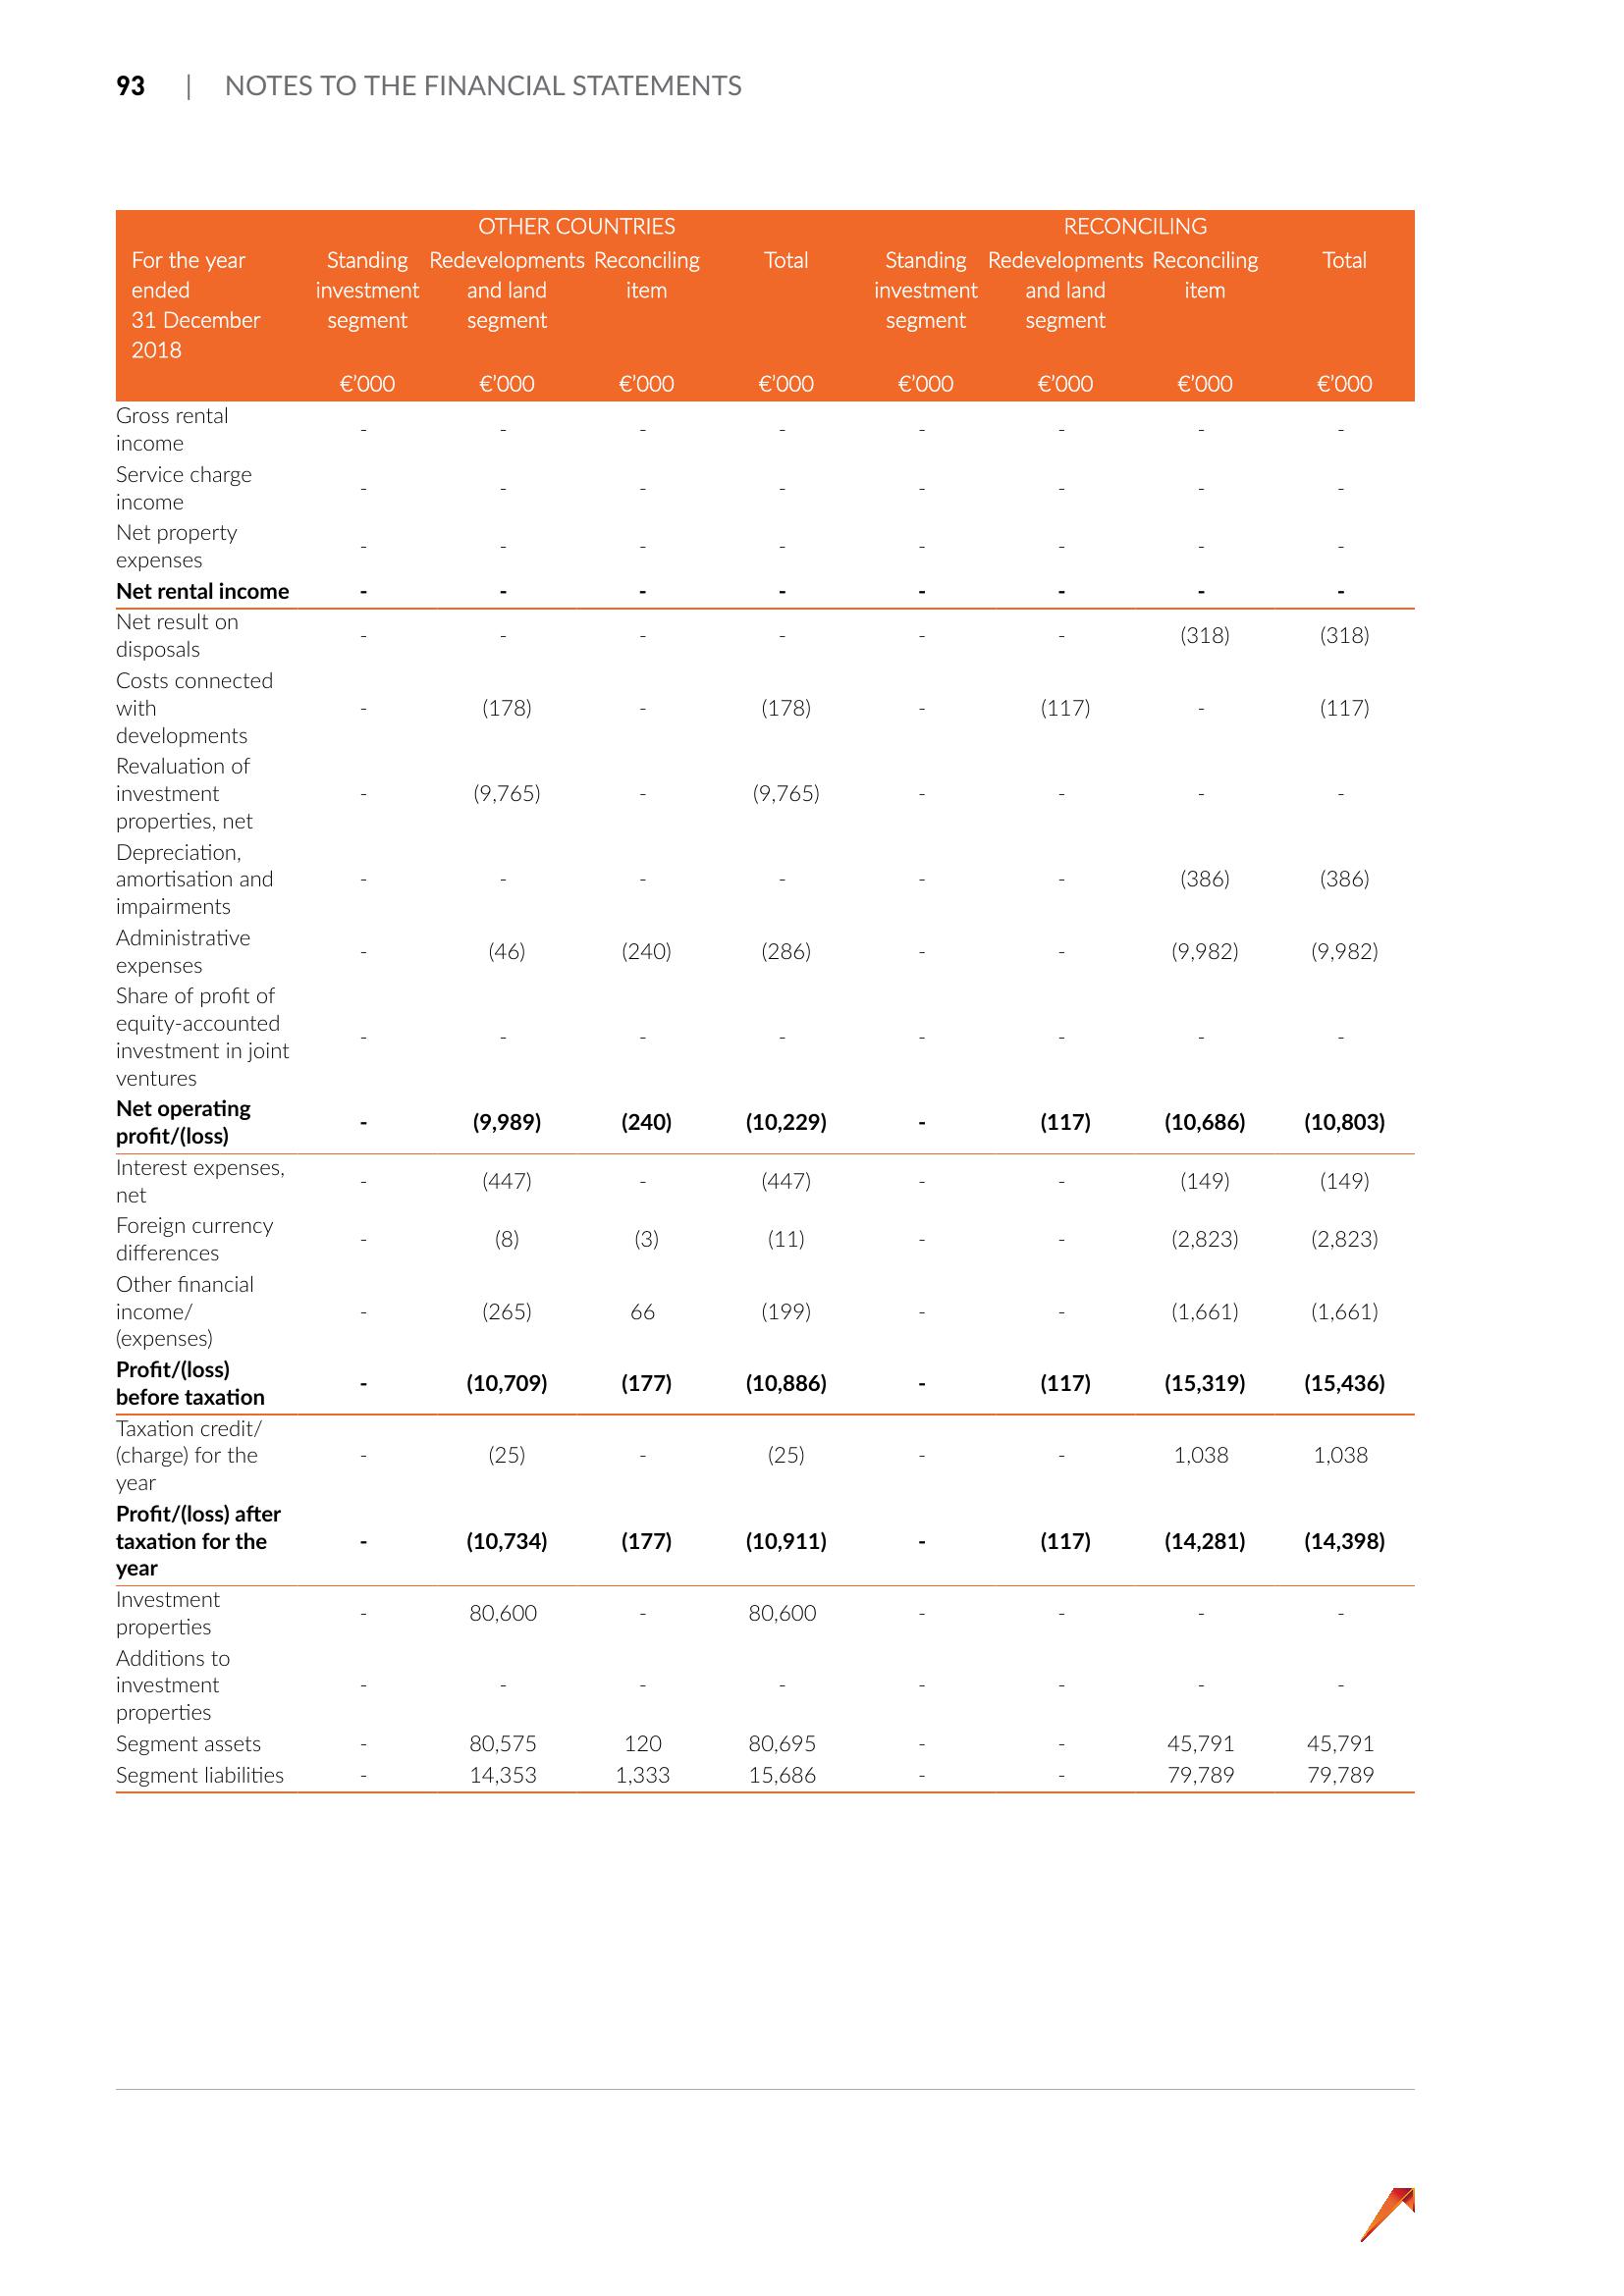 93 | NOTES TO THE FINANCIAL STATEMENTS
OTHER COUNTRIES RECONCILING
For the year Standing Redevelopments Reconciling Total Standing Redevelopments Reconciling Total
ended investment and land item investment and land item
31 December segment segment segment segment
2018
€’000 €’000 €’000 €’000 €’000 €’000 €’000 €’000
Gross rental
income - - - - - - - -
Service charge
income - - - - - - - -
Net property
expenses - - - - - - - -
Net rental income - - - - - - - -
Net result on
disposals - - - - - - (318) (318)
Costs connected
with - (178) - (178) - (117) - (117)
developments
Revaluation of
investment - (9,765) - (9,765) - - - -
properties, net
Depreciation,
amortisation and - - - - - - (386) (386)
impairments
Administrative
expenses - (46) (240) (286) - - (9,982) (9,982)
Share of profit of
equity-accounted
investment in joint - - - - - - - -
ventures
Net operating
profit/(loss) - (9,989) (240) (10,229) - (117) (10,686) (10,803)
Interest expenses,
net - (447) - (447) - - (149) (149)
Foreign currency
differences - (8) (3) (11) - - (2,823) (2,823)
Other financial
income/ - (265) 66 (199) - - (1,661) (1,661)
(expenses)
Profit/(loss)
before taxation - (10,709) (177) (10,886) - (117) (15,319) (15,436)
Taxation credit/
(charge) for the - (25) - (25) - - 1,038 1,038
year
Profit/(loss) after
taxation for the - (10,734) (177) (10,911) - (117) (14,281) (14,398)
year
Investment
properties - 80,600 - 80,600 - - - -
Additions to
investment - - - - - - - -
properties
Segment assets - 80,575 120 80,695 - - 45,791 45,791
Segment liabilities - 14,353 1,333 15,686 - - 79,789 79,789